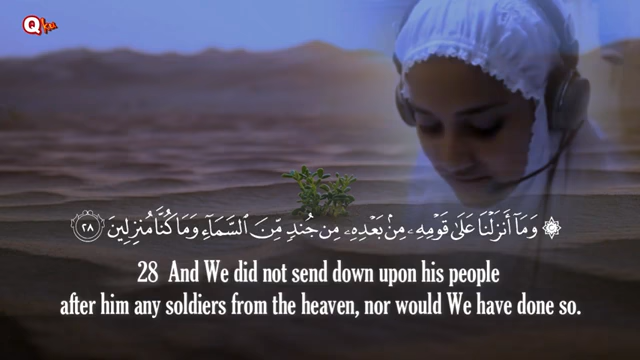 Q
وَمَآ أَنزَلْنَا عَلَىٰ قَوْمِهِۦ مِنۢ بَعْدِهِۦ مِن جُندٍ مِّنَ ٱلسَّمَآءِ وَمَا كُنَّا مُنزِلِينَ ٢٨
28 And We did not send down upon his people
after him any soldiers from the heaven, nor would We have done so.